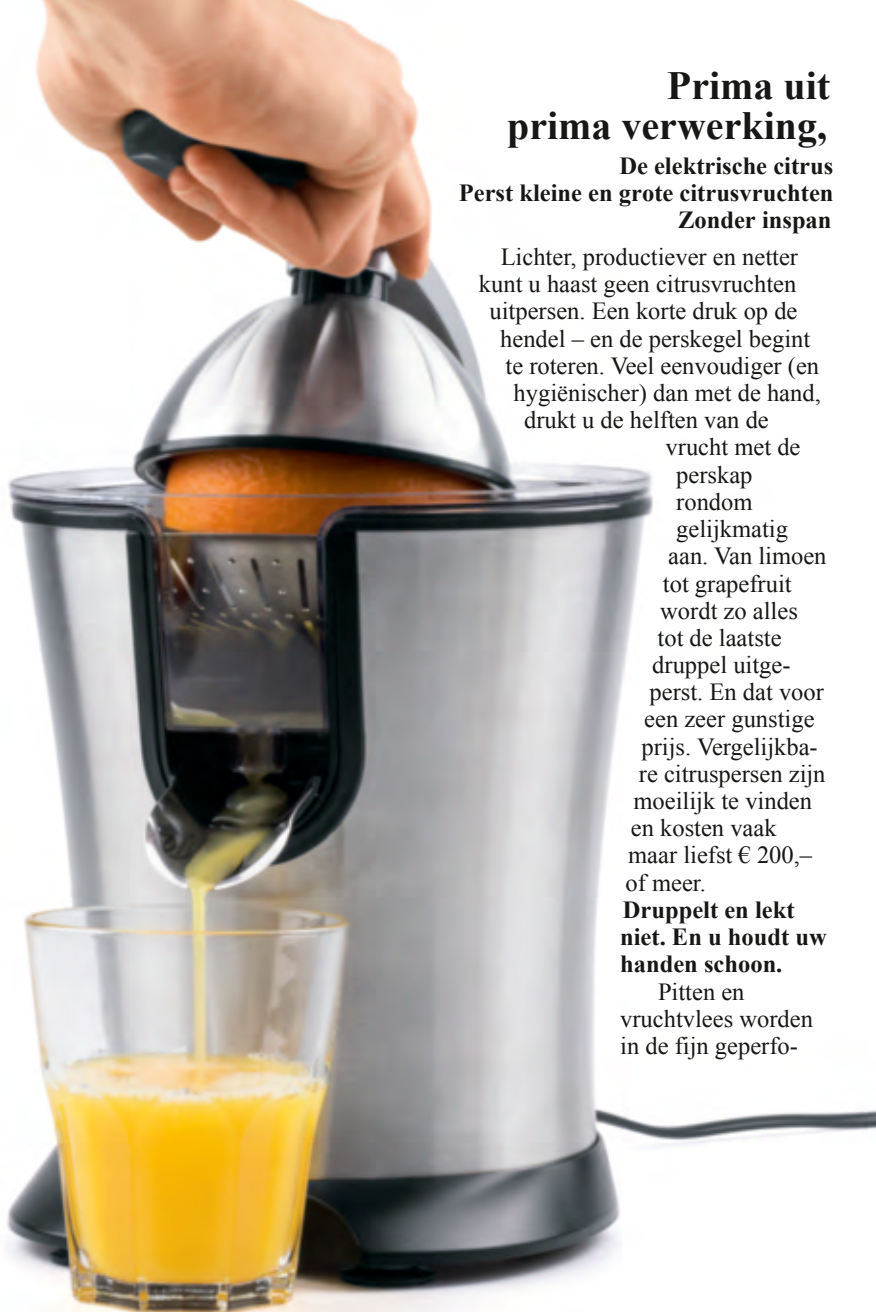 Prima uit
prima verwerking,
De elektrische citrus
Perst kleine en grote citrusvruchten
Zonder inspan
Lichter, productiever en netter
kunt u haast geen citrusvruchten
uitpersen. Een korte druk op de
hendel – en de perskegel begint
te roteren. Veel eenvoudiger (en
hygiënischer) dan met de hand,
drukt u de helften van de
vrucht met de
perskap
rondom
gelijkmatig
aan. Van limoen
tot grapefruit
wordt zo alles
tot de laatste
druppel uitge-
perst. En dat voor
een zeer gunstige
prijs. Vergelijkba-
re citruspersen zijn
moeilijk te vinden
en kosten vaak
maar liefst € 200,–
of meer.
Druppelt en lekt
niet. En u houdt uw
handen schoon.
Pitten en
vruchtvlees worden
in de fijn geperfo-